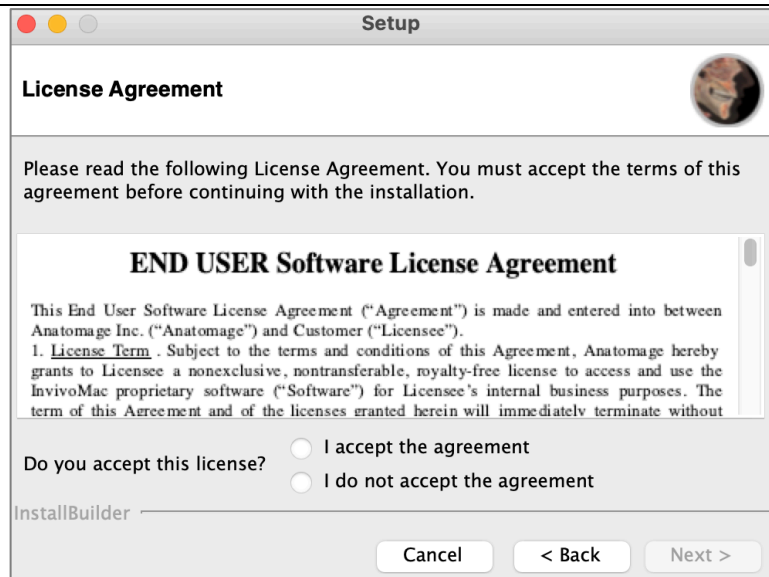 Setup
License Agreement
Please read the following License Agreement. You must accept the terms of this
agreement before continuing with the installation.
END USER Software License Agreement
This End User Software License Agreement (“Agreement”) is made and entered into between
Anatomage Inc. (“Anatomage”) and Customer (“Licensee”).
1. License Term . Subject to the terms and conditions of this Agreement, Anatomage hereby
grants to Licensee a nonexclusive, nontransferable, royalty-free license to access and use the
InvivoMac proprietary software (“Software”) for Licensee’s internal business purposes. The
term of this Agreement and of the licenses granted herein will immediately terminate without
Do you accept this license?
I accept the agreement
I do not accept the agreement
InstallBuilder
Cancel
< Back
Next >